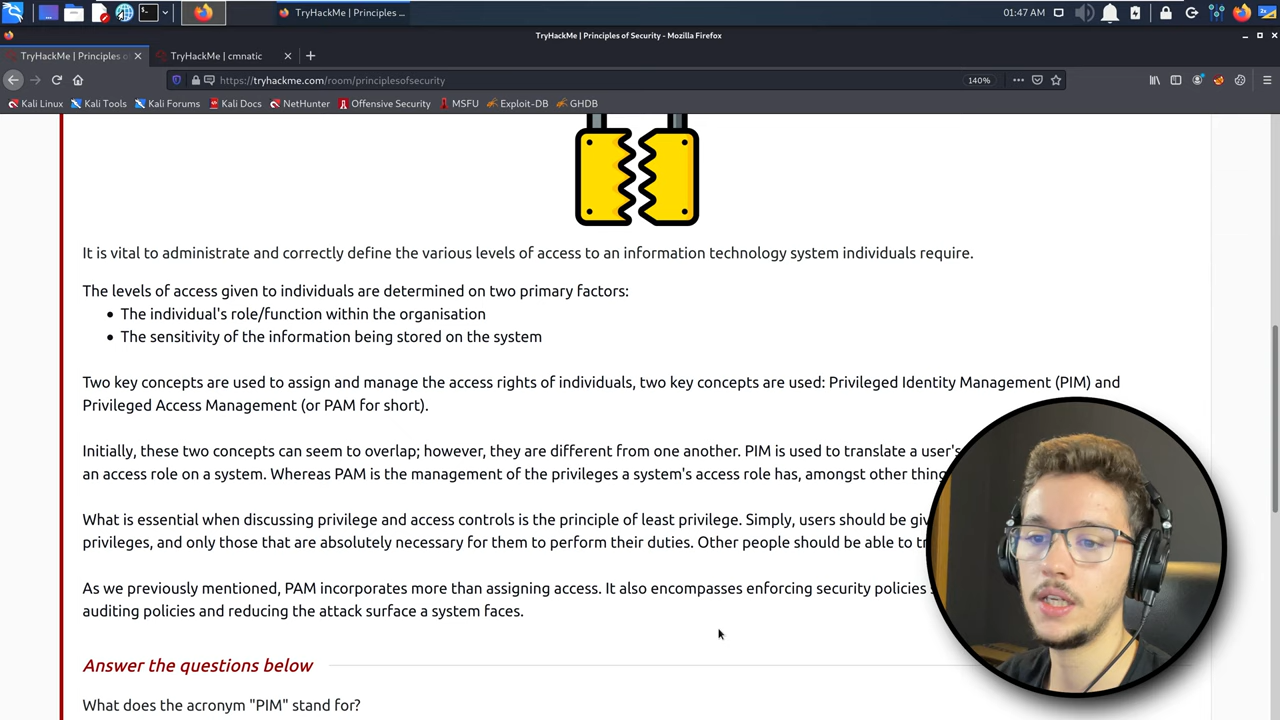 TryHackMe | Principles ...
01:47 AM
TryHackMe | Principles of Security - Mozilla Firefox
TryHackMe | Principles of
TryHackMe | cmnatic
https://tryhackme.com/room/principlesofsecurity
140%
Kali Linux
Kali Tools
Kali Forums
Kali Docs
NetHunter
Offensive Security
MSFU
Exploit-DB
GHDB
It is vital to administrate and correctly define the various levels of access to an information technology system individuals require.
The levels of access given to individuals are determined on two primary factors:
• The individual's role/function within the organisation
• The sensitivity of the information being stored on the system
Two key concepts are used to assign and manage the access rights of individuals, two key concepts are used: Privileged Identity Management (PIM) and
Privileged Access Management (or PAM for short).
Initially, these two concepts can seem to overlap; however, they are different from one another. PIM is used to translate a user's
an access role on a system. Whereas PAM is the management of the privileges a system's access role has, amongst other
What is essential when discussing privilege and access controls is the principle of least privilege. Simply, users should be
privileges, and only those that are absolutely necessary for them to perform their duties. Other people should be able to
As we previously mentioned, PAM incorporates more than assigning access. It also encompasses enforcing security policies
auditing policies and reducing the attack surface a system faces.
Answer the questions below
What does the acronym "PIM" stand for?